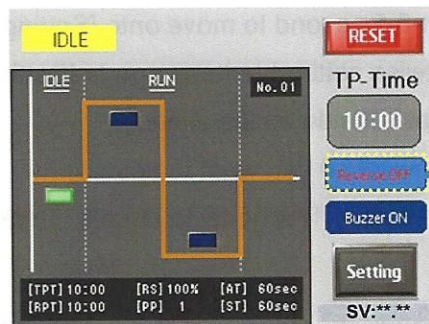 IDLE
RESET
TP-Time
IDLE RUN
No.01
10:00
Reverse OFF
Buzzer ON
Setting
[TPT]10:00 [RS]100% [AT] 60sec
[RPT]10:00 [PP] 1 [ST] 60sec
SV:**.**